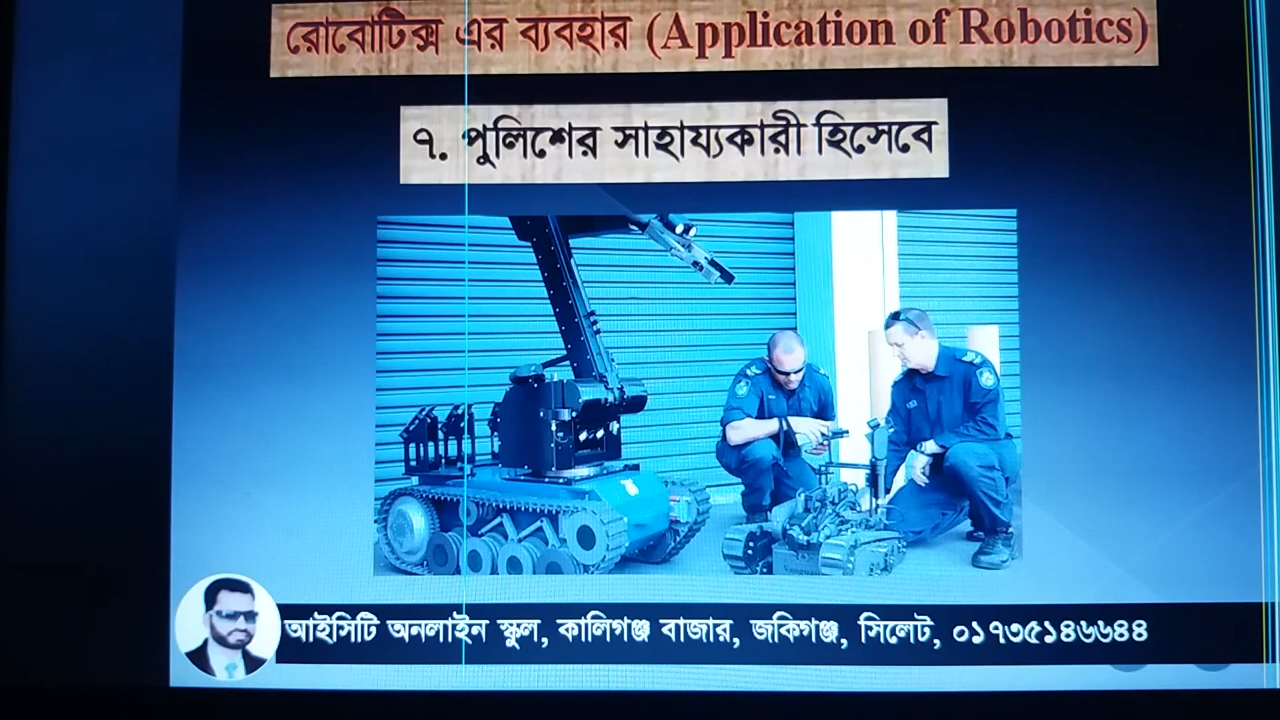 রোবোটিক্স এর ব্যবহার (Application of Robotics)
৭. পুলিশের সাহায্যকারী হিসেবে
আইসিটি অনলাইন স্কুল, কালিগঞ্জ বাজার, জকিগঞ্জ, সিলেট, ০১৭৩৫১৪৬৬৪৪